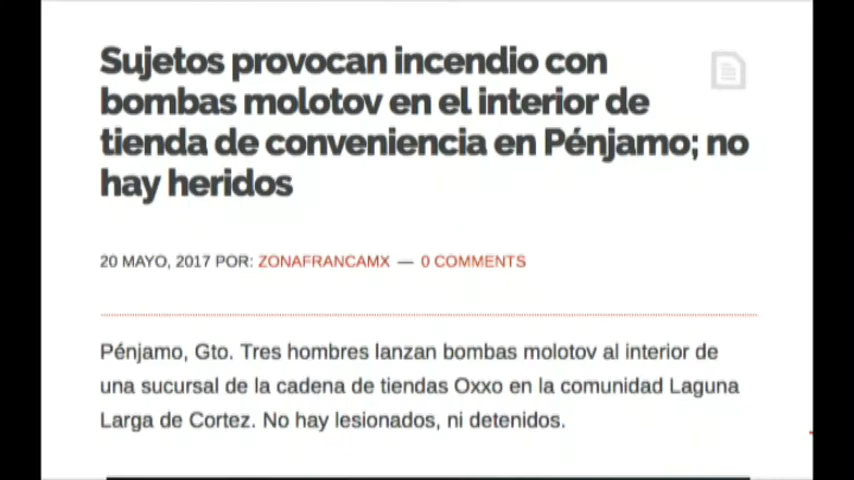 Sujetos provocan incendio con
bombas molotov en el interior de
tienda de conveniencia en Pénjamo; no
hay heridos
20 MAYO, 2017 POR: ZONAFRANCAMX — 0 COMMENTS
Pénjamo, Gto. Tres hombres lanzan bombas molotov al interior de
una sucursal de la cadena de tiendas Oxxo en la comunidad Laguna
Larga de Cortez. No hay lesionados, ni detenidos.